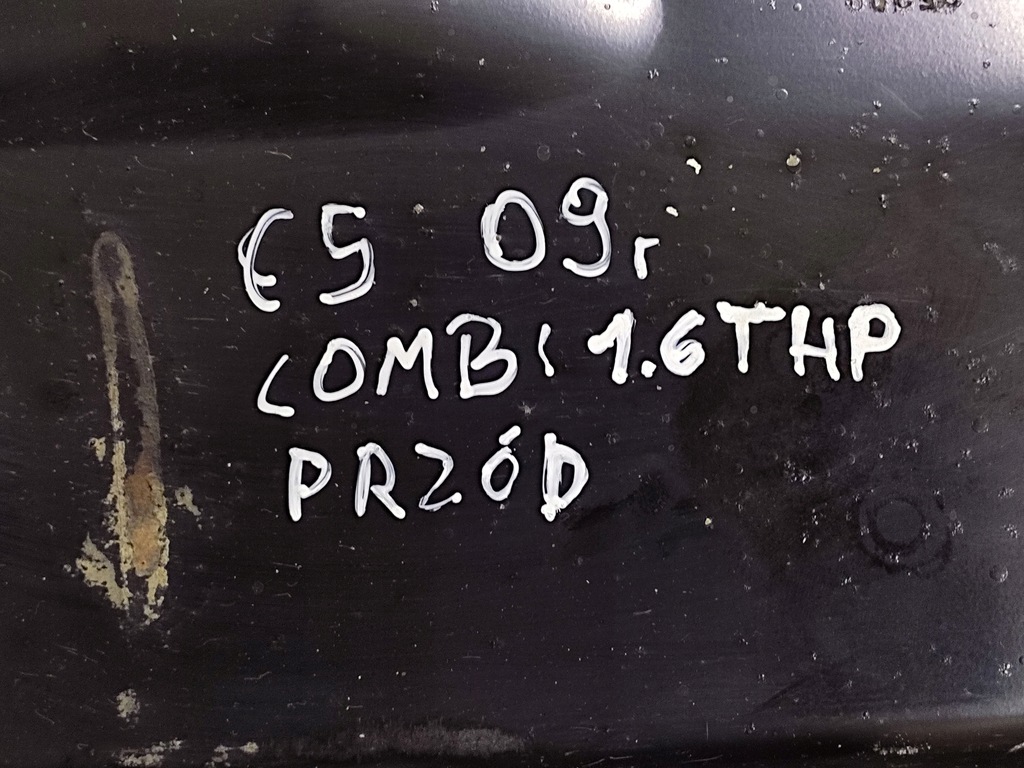 C5 09r
COMBI 1.6THP
PRZÓD